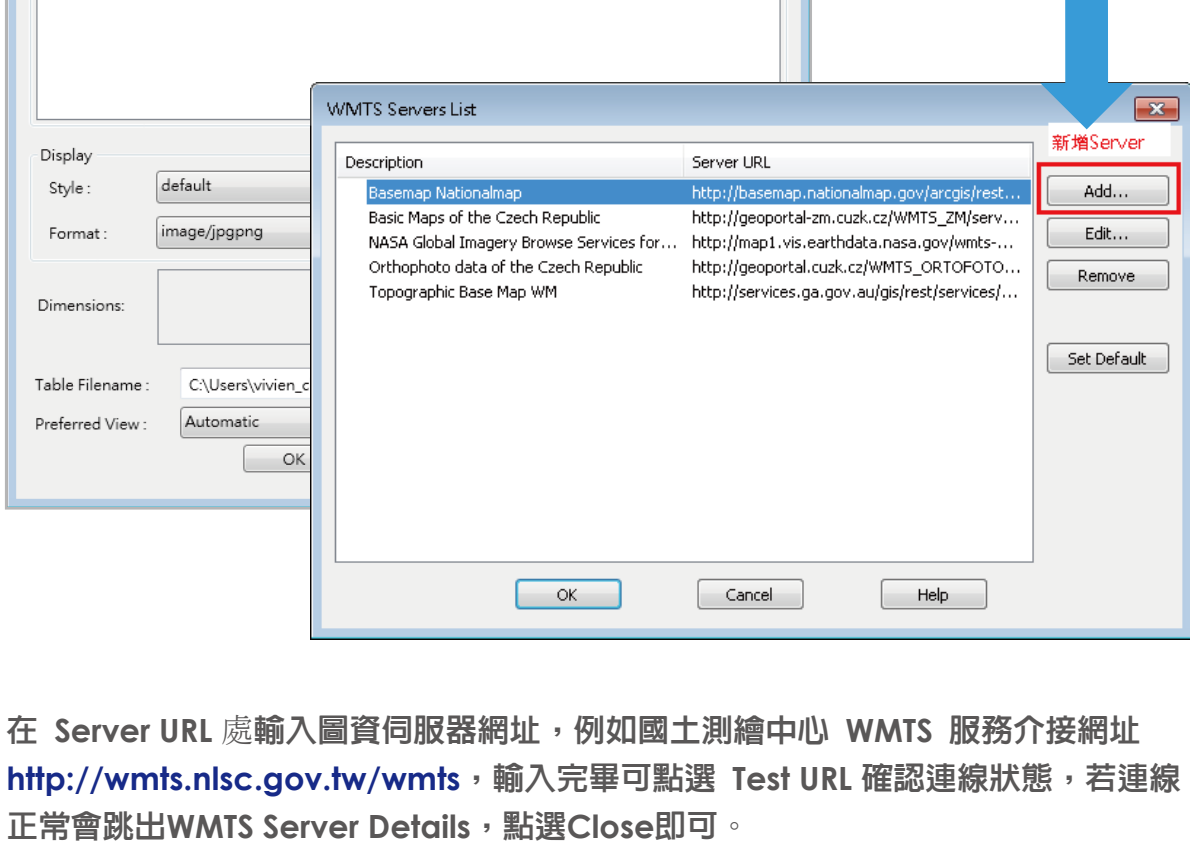 WMTS Servers List
新增Server
Display
Style :
default
Format :
image/jpgpng
Dimensions:
Table Filename :
C:\Users\vivien_c
Preferred View :
Automatic
OK
Description
Server URL
Basemap Nationalmap
http://basemap.nationalmap.gov/arcgis/rest...
Basic Maps of the Czech Republic
http://geoportal-zm.cuzk.cz/WMTS_ZM/serv...
NASA Global Imagery Browse Services for...
http://map1.vis.earthdata.nasa.gov/wmts-...
Orthophoto data of the Czech Republic
http://geoportal.cuzk.cz/WMTS_ORTOFOTO...
Topographic Base Map WM
http://services.ga.gov.au/gis/rest/services/...
Add...
Edit...
Remove
Set Default
OK
Cancel
Help
在 Server URL 處輸入圖資伺服器網址，例如國土測繪中心 WMTS 服務介接網址
http://wmts.nlsc.gov.tw/wmts，輸入完畢可點選 Test URL 確認連線狀態，若連線
正常會跳出WMTS Server Details，點選Close即可。